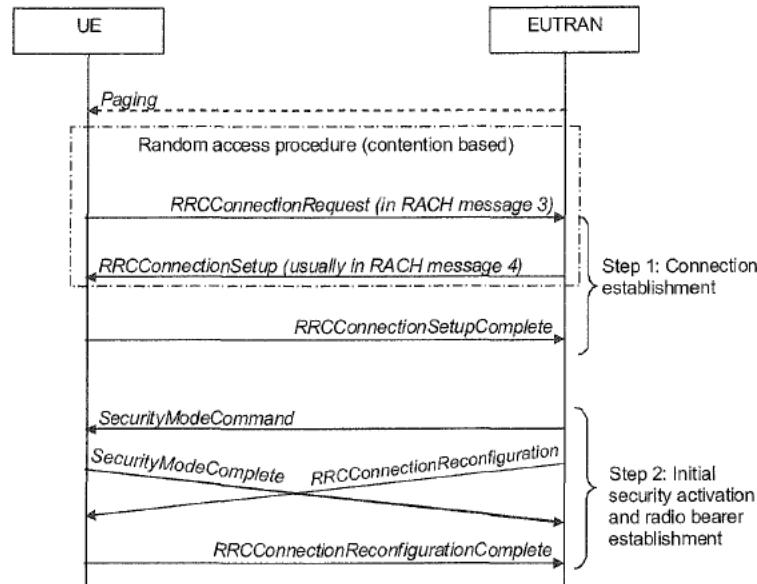 UE
EUTRAN
Paging
Random access procedure (contention based)
RRCConnectionRequest (in RACH message 3)
RRCConnectionSetup (usually in RACH message 4)
Step 1: Connection
establishment
RRCConnectionSetupComplete
SecurityModeCommand
SecurityModeComplete
RRCConnectionReconfiguration
Step 2: Initial
security activation
and radio bearer
establishment
RRCConnectionReconfigurationComplete